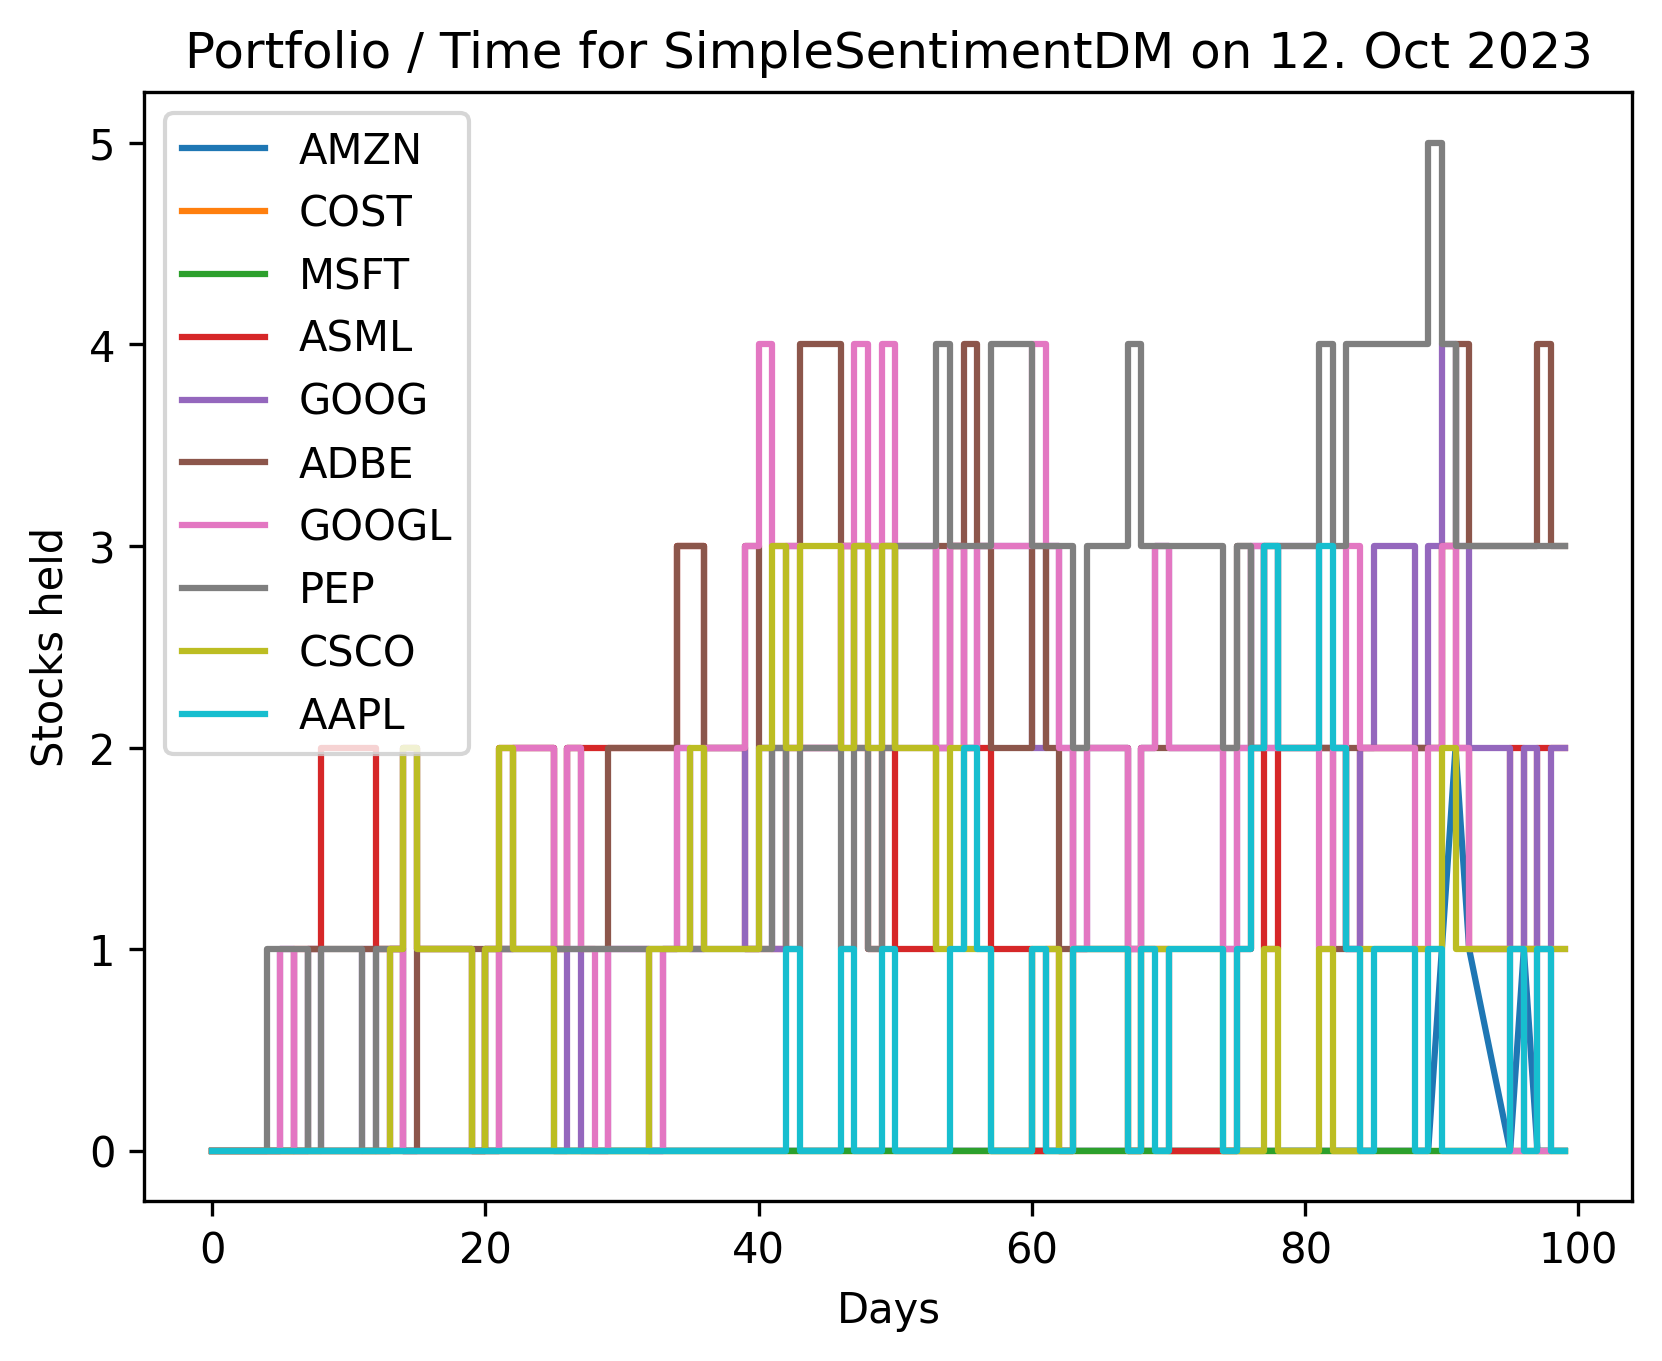 Portfolio / Time for SimpleSentimentDM on 12. Oct 2023
AMZN
COST
MSFT
ASML
GOOG
ADBE
GOOGL
PEP
CSCO
AAPL
Stocks held
5
4
3
2
1
0
0 20 40 60 80 100
Days